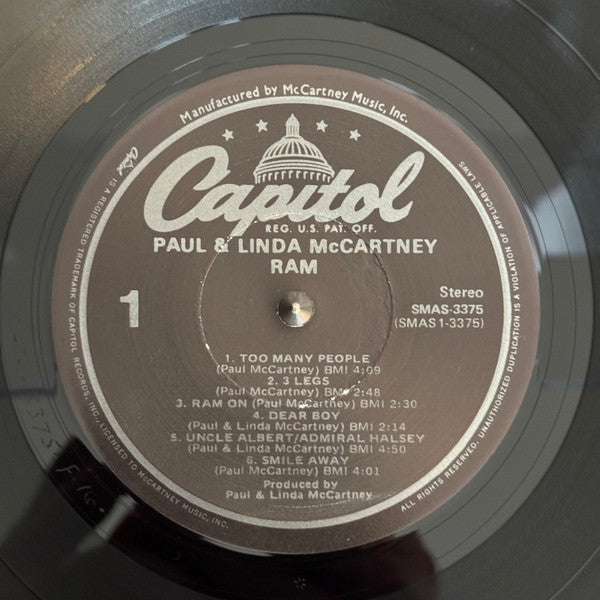 Manufactured by McCartney Music, Inc.
Capitol
REG. U.S. PAT. OFF.
PAUL & LINDA McCARTNEY
RAM
1
Stereo
SMAS-3375
(SMAS 1-3375)
1. TOO MANY PEOPLE
(Paul McCartney) BMI 4:09
2. 3 LEGS
(Paul McCartney) BMI 2:48
3. RAM ON (Paul McCartney) BMI 2:30
4. DEAR BOY
(Paul & Linda McCartney) BMI 2:14
5. UNCLE ALBERT/ADMIRAL HALSEY
(Paul & Linda McCartney) BMI 4:50
6. SMILE AWAY
(Paul McCartney) BMI 4:01
Produced by
Paul & Linda McCartney
Capitol IS A REGISTERED TRADEMARK OF CAPITOL RECORDS, INC., LICENSED TO McCARTNEY MUSIC, INC.
ALL RIGHTS RESERVED. UNAUTHORIZED DUPLICATION IS A VIOLATION OF APPLICABLE LAWS